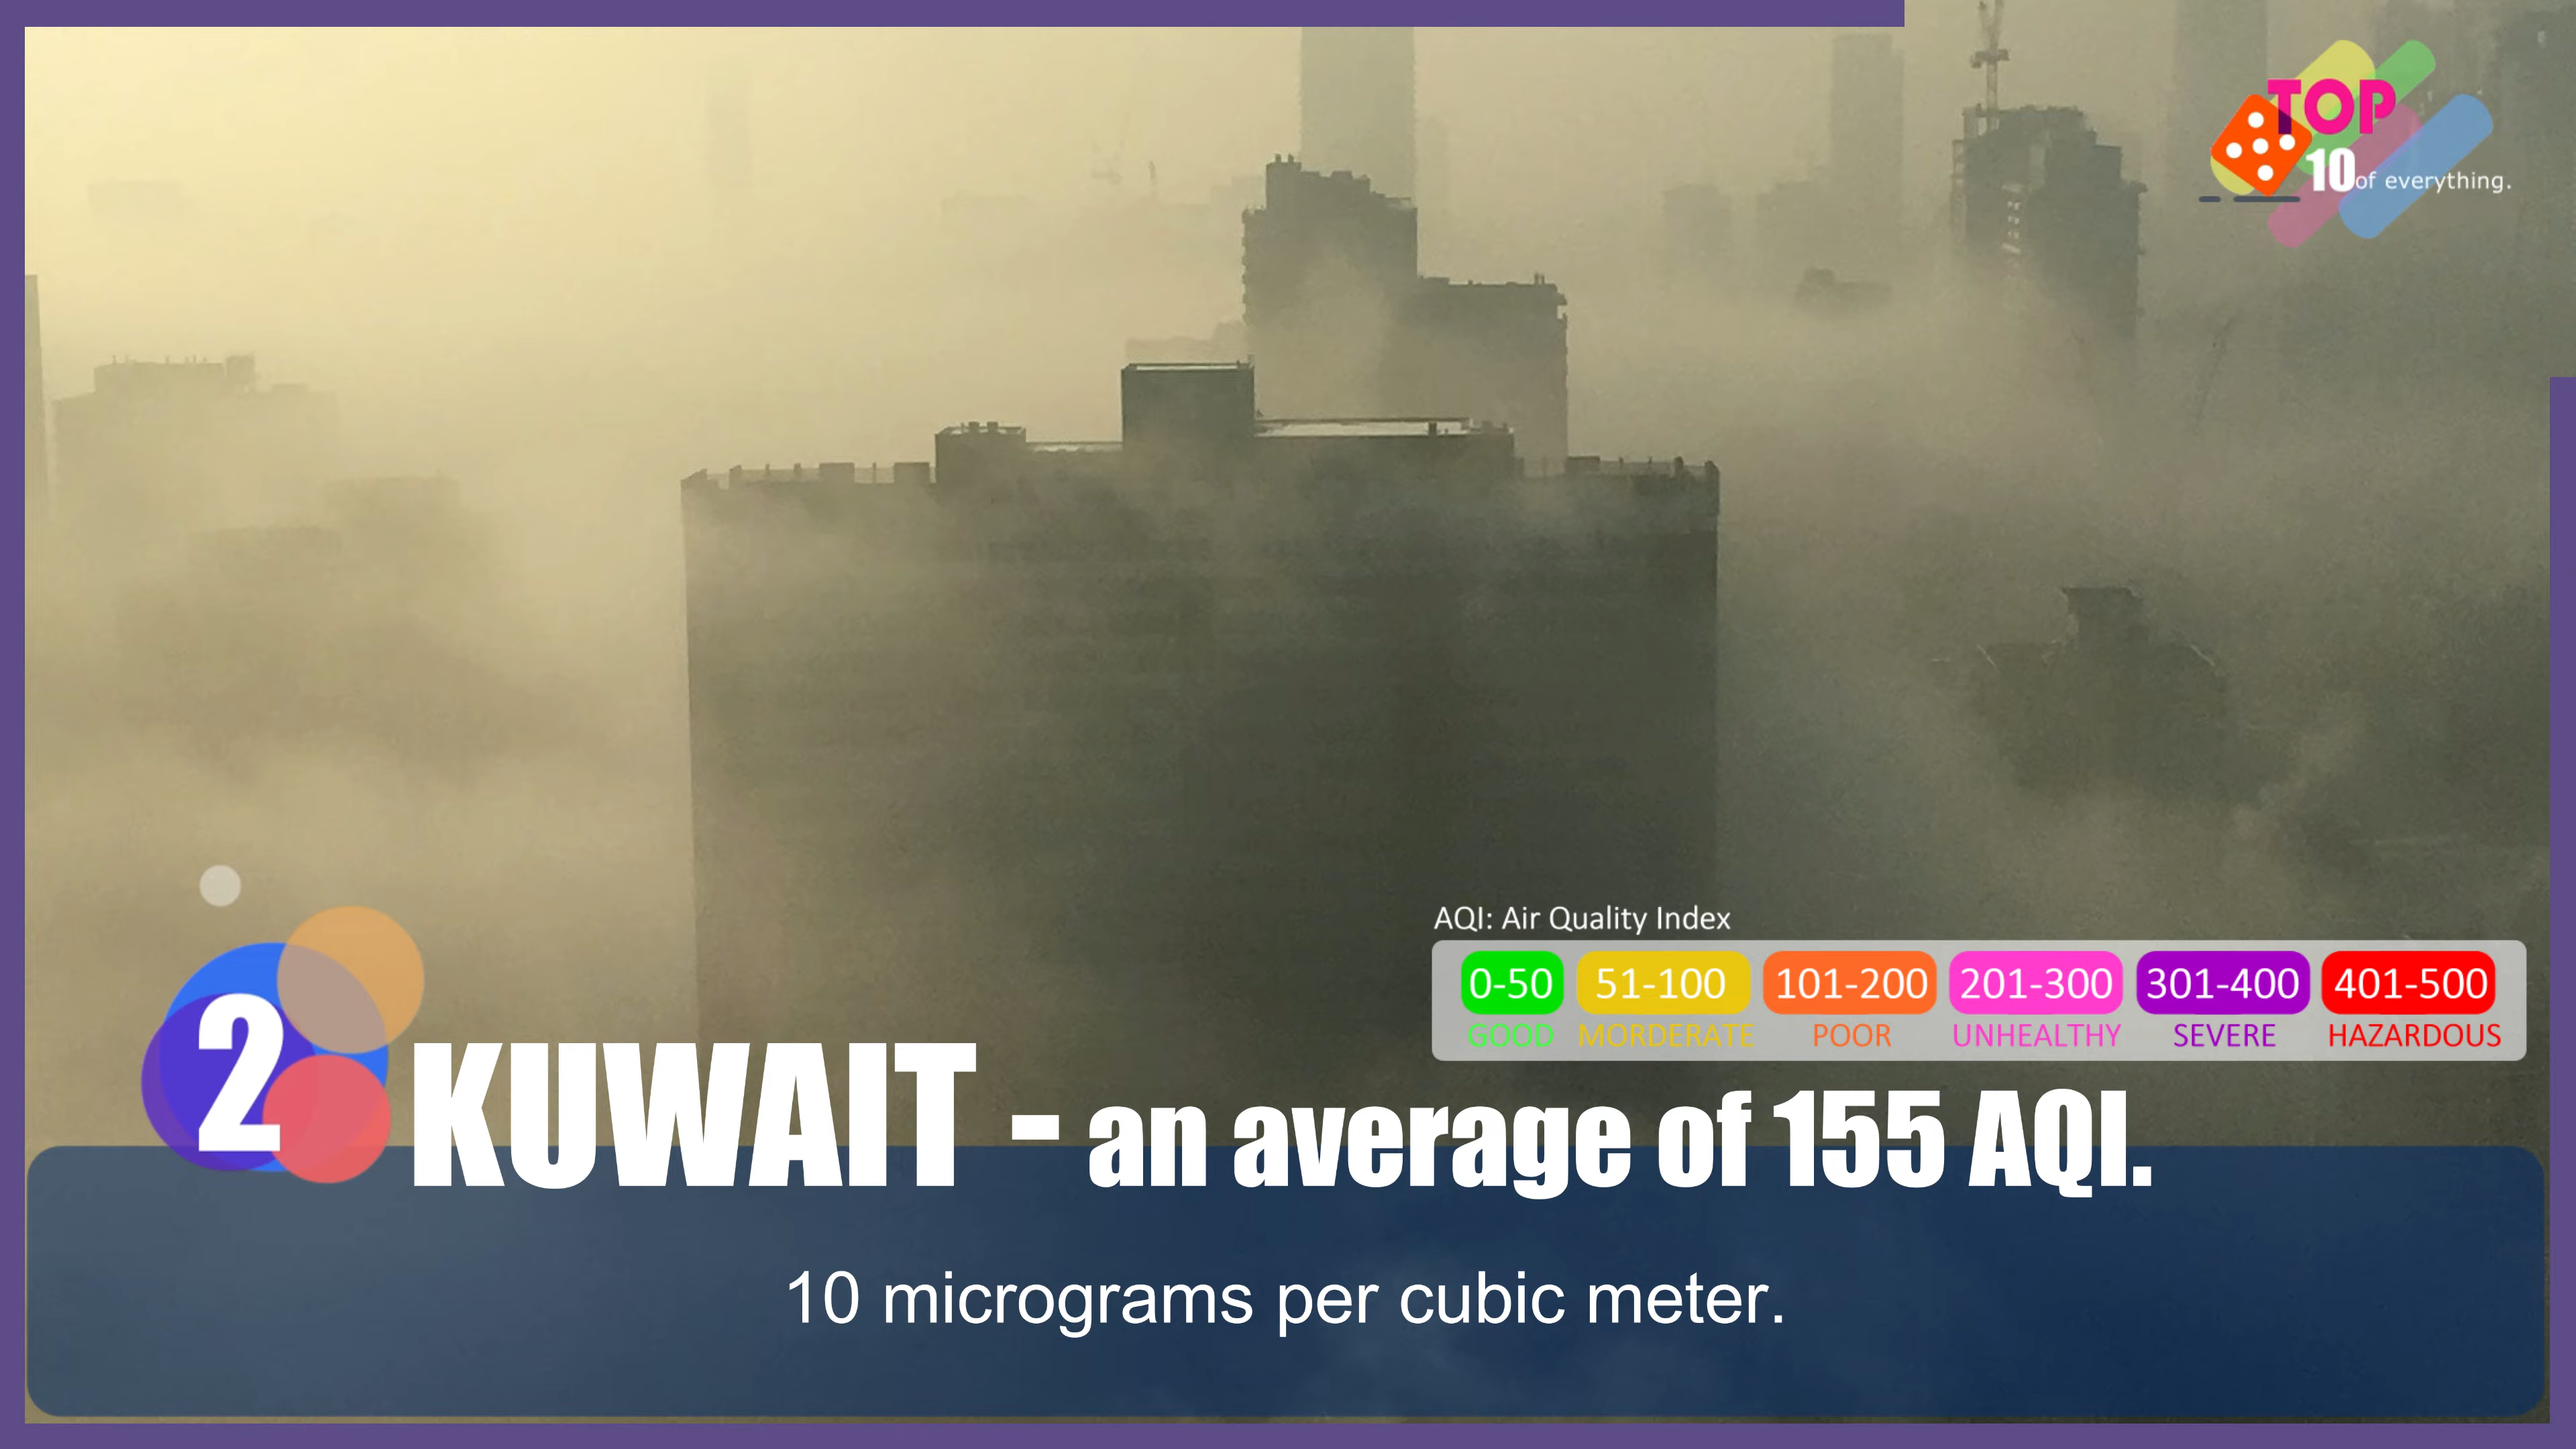 TOP
10 of everything.
AQI: Air Quality Index
0-50 51-100 101-200 201-300 301-400 401-500
GOOD MORDERATE POOR UNHEALTHY SEVERE HAZARDOUS
2 KUWAIT - an average of 155 AQI.
10 micrograms per cubic meter.